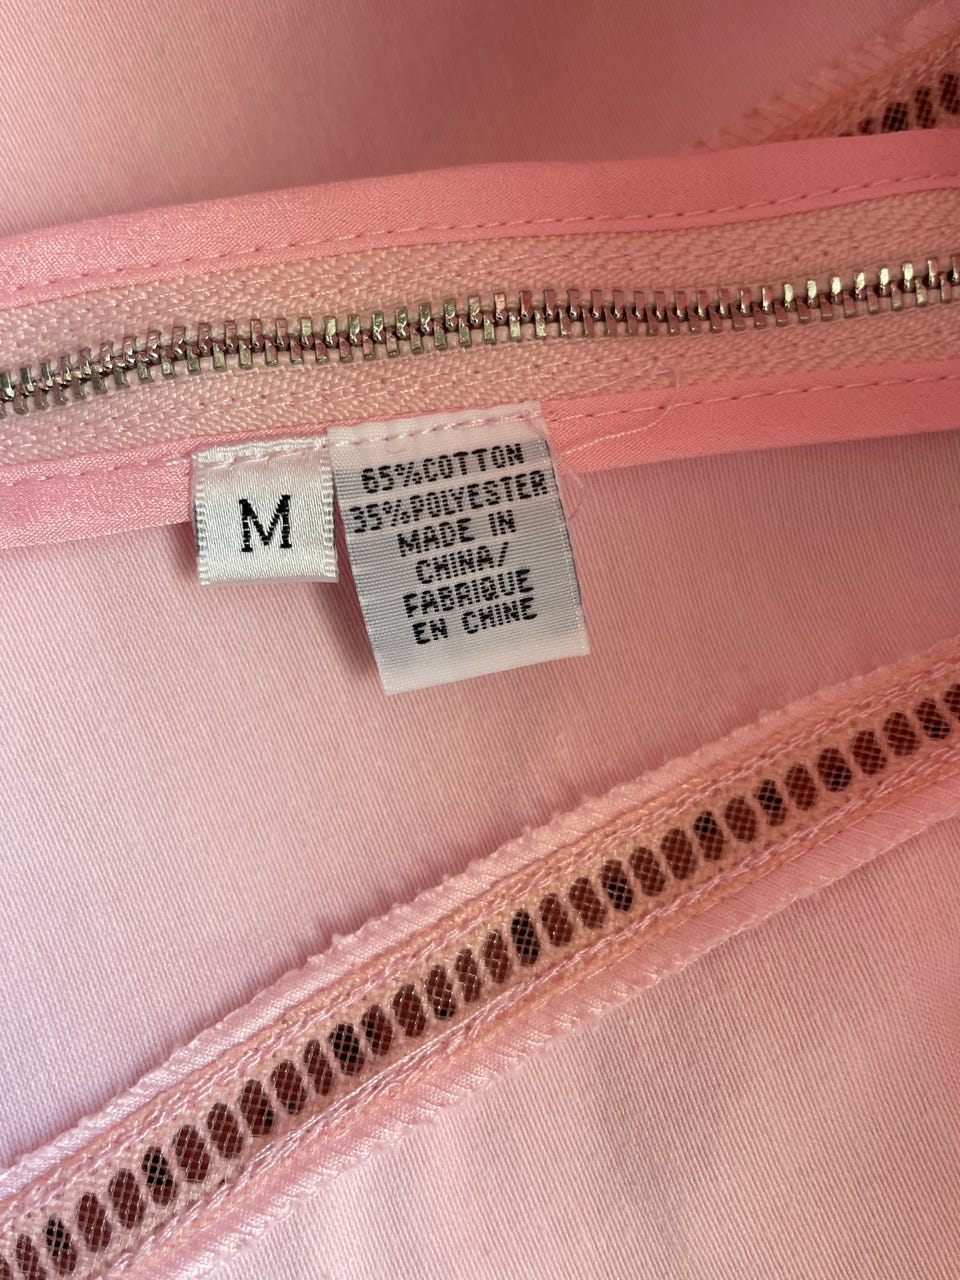 M
65%COTTON
35%POLYESTER
MADE IN
CHINA/
FABRIQUE
EN CHINE